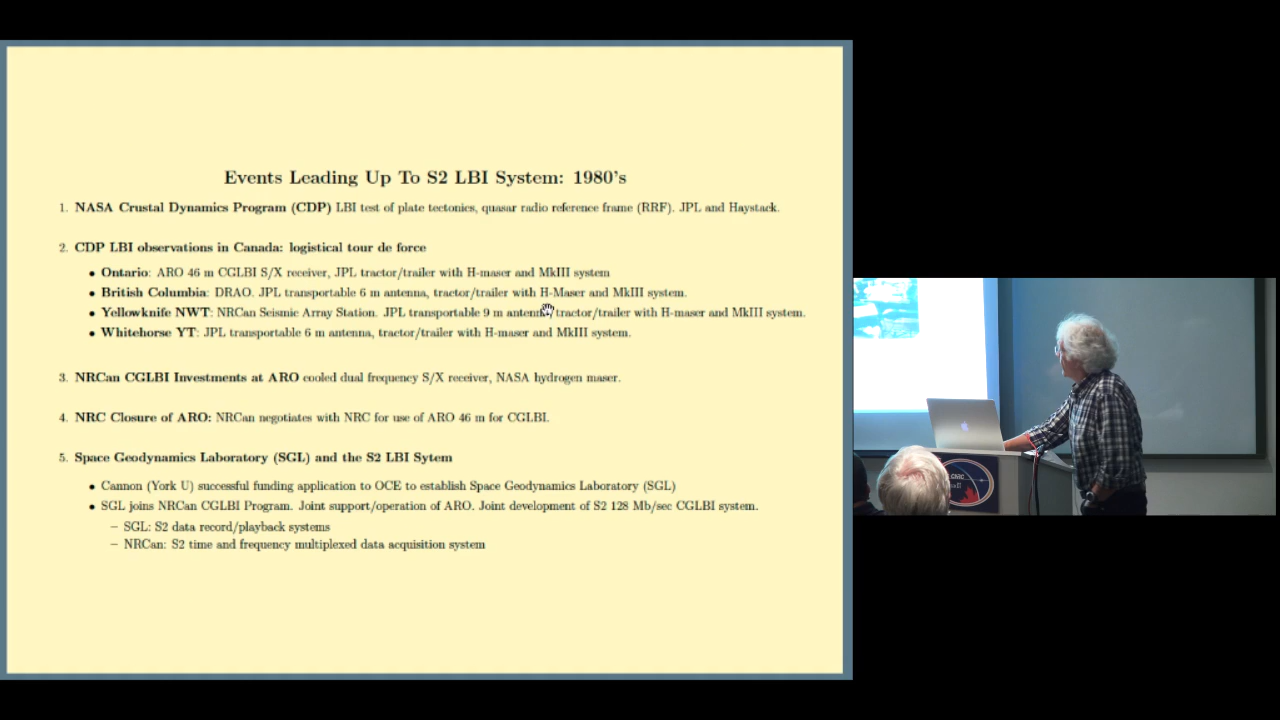 Events Leading Up To S2 LBI System: 1980's
1. NASA Crustal Dynamics Program (CDP) LBI test of plate tectonics, quasar radio reference frame (RRF). JPL and Haystack.
2. CDP LBI observations in Canada: logistical tour de force
• Ontario: ARO 46 m CGLBI S/X receiver, JPL tractor/trailer with H-maser and MkIII system
• British Columbia: DRAO. JPL transportable 6 m antenna, tractor/trailer with H-Maser and MkIII system.
• Yellowknife NWT: NRCan Seismic Array Station. JPL transportable 9 m antenna, tractor/trailer with H-maser and MkIII system.
• Whitehorse YT: JPL transportable 6 m antenna, tractor/trailer with H-maser and MkIII system.
3. NRCan CGLBI Investments at ARO cooled dual frequency S/X receiver, NASA hydrogen maser.
4. NRC Closure of ARO: NRCan negotiates with NRC for use of ARO 46 m for CGLBI.
5. Space Geodynamics Laboratory (SGL) and the S2 LBI Sytem
• Cannon (York U) successful funding application to OCE to establish Space Geodynamics Laboratory (SGL)
• SGL joins NRCan CGLBI Program. Joint support/operation of ARO. Joint development of S2 128 Mb/sec CGLBI system.
– SGL: S2 data record/playback systems
– NRCan: S2 time and frequency multiplexed data acquisition system